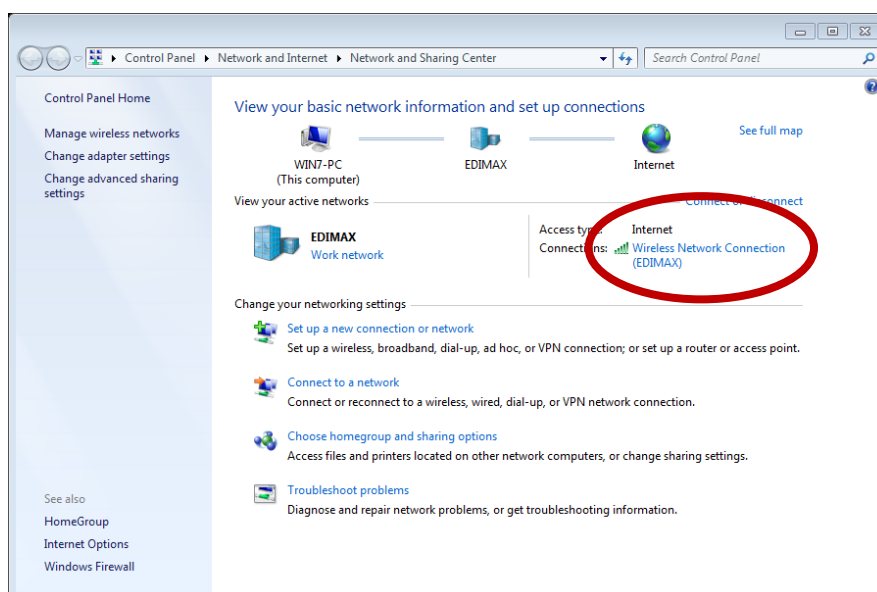 Control Panel ▸ Network and Internet ▸ Network and Sharing Center
Search Control Panel
Control Panel Home
Manage wireless networks
Change adapter settings
Change advanced sharing
settings
See also
HomeGroup
Internet Options
Windows Firewall
View your basic network information and set up connections
See full map
WIN7-PC
(This computer)
EDIMAX
Internet
View your active networks
Connect or disconnect
EDIMAX
Work network
Access type: Internet
Connections: Wireless Network Connection
(EDIMAX)
Change your networking settings
Set up a new connection or network
Set up a wireless, broadband, dial-up, ad hoc, or VPN connection; or set up a router or access point.
Connect to a network
Connect or reconnect to a wireless, wired, dial-up, or VPN network connection.
Choose homegroup and sharing options
Access files and printers located on other network computers, or change sharing settings.
Troubleshoot problems
Diagnose and repair network problems, or get troubleshooting information.